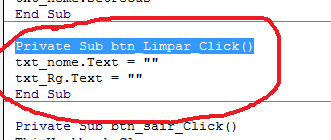 End Sub
Private Sub btn_Limpar_Click()
txt_nome.Text = ""
txt_Rg.Text = ""
End Sub
Private Sub btn_sair_Click()